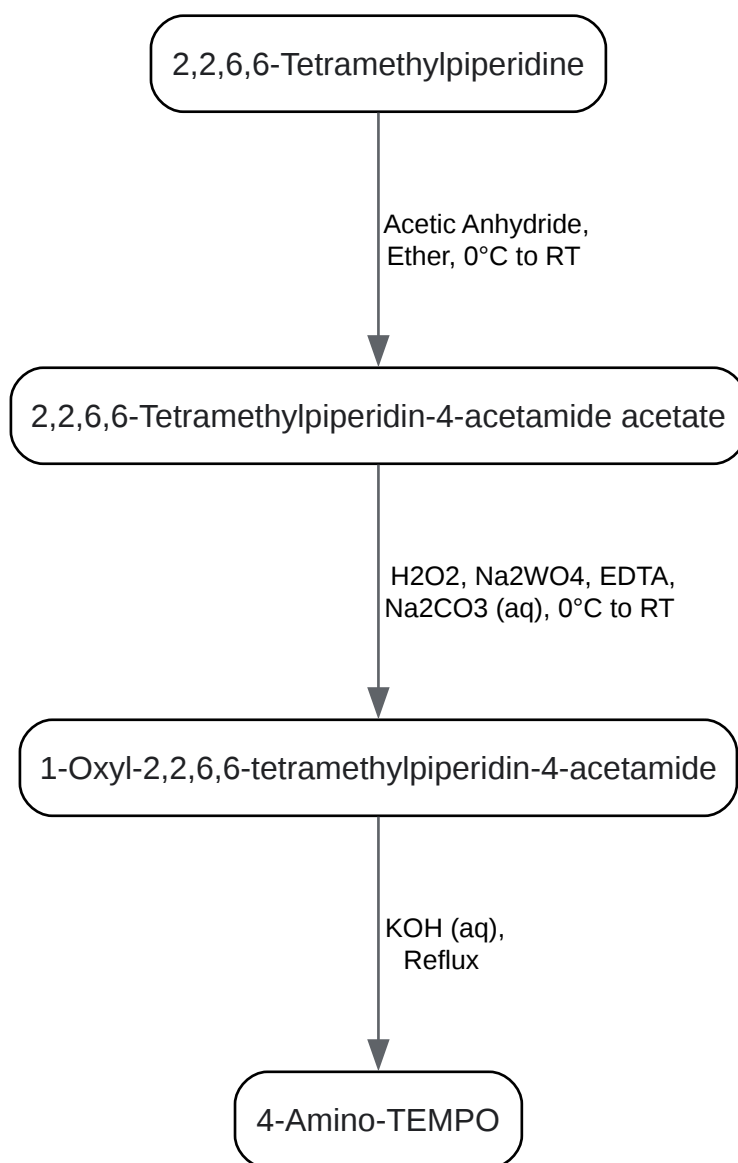 2,2,6,6-Tetramethylpiperidine
Acetic Anhydride,
Ether, 0°C to RT
2,2,6,6-Tetramethylpiperidin-4-acetamide acetate
H2O2, Na2WO4, EDTA,
Na2CO3 (aq), 0°C to RT
1-Oxyl-2,2,6,6-tetramethylpiperidin-4-acetamide
KOH (aq),
Reflux
4-Amino-TEMPO